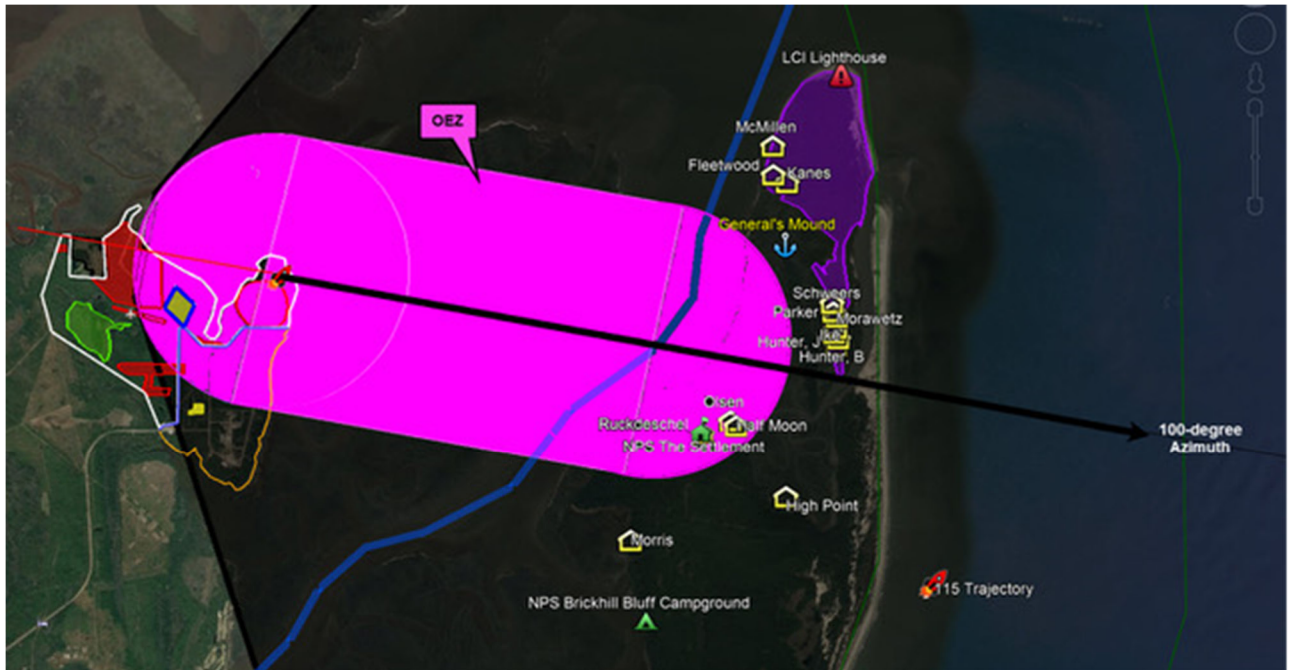 LCI Lighthouse
OEZ
McMillen
Fleetwood
Kanes
General's Mound
Schweers
Parker
Morawetz
Hunter, J
Hunter, B
Olsen
Ruckdeschel
Half Moon
NPS The Settlement
100-degree
Azimuth
High Point
Morris
115 Trajectory
NPS Brickhill Bluff Campground